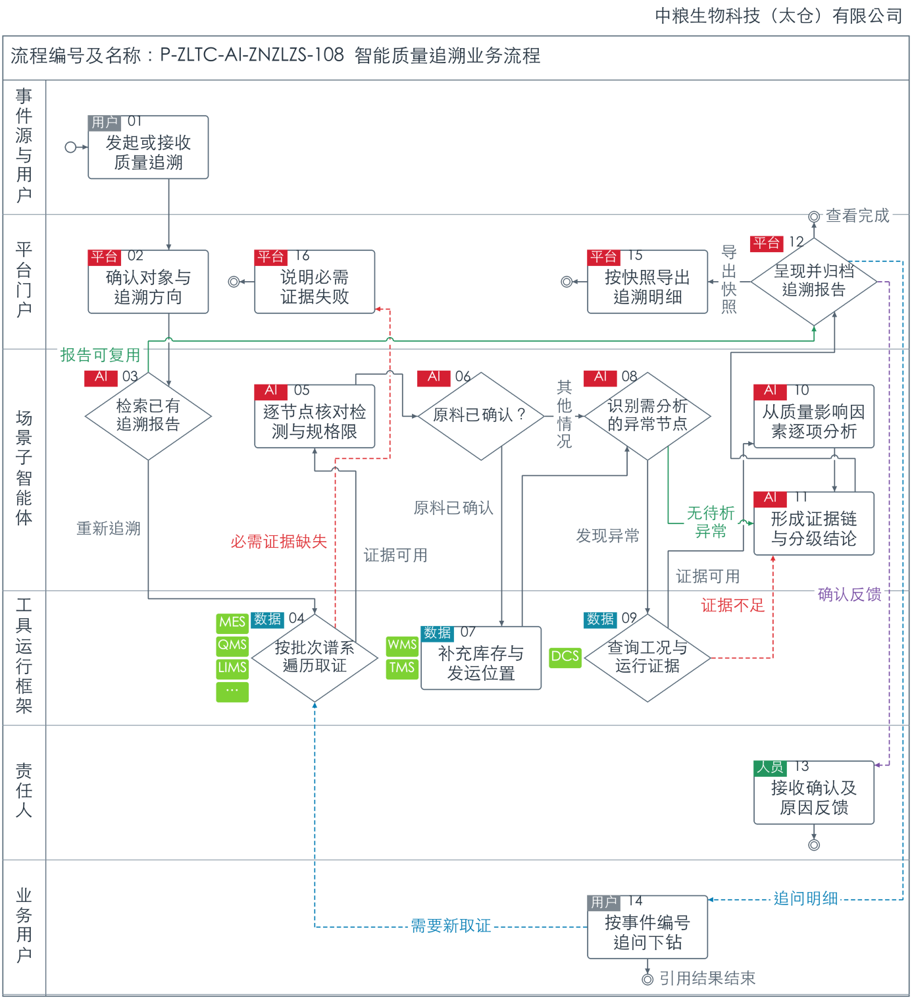 中粮生物科技（太仓）有限公司
流程编号及名称：P-ZLTC-AI-ZNZLZS-108 智能质量追溯业务流程
事件源与用户
用户 01
发起或接收
质量追溯
平台门户
平台 02
确认对象与
追溯方向
平台 16
说明必需
证据失败
平台 15
按快照导出
追溯明细
导出快照
平台 12
呈现并归档
追溯报告
查看完成
场景子智能体
报告可复用
AI 03
检索已有
追溯报告
AI 05
逐节点核对检
测与规格限
AI 06
原料已确认？
其他情况
AI 08
识别需分析
的异常节点
AI 10
从质量影响因
素逐项分析
AI 11
形成证据链
与分级结论
无待析
异常
重新追溯
必需证据缺失
证据可用
原料已确认
发现异常
证据可用
证据不足
确认反馈
工具运行框架
MES
QMS
LIMS
...
数据 04
按批次谱系
遍历取证
WMS
TMS
数据 07
补充库存与
发运位置
DCS
数据 09
查询工况与
运行证据
责任人
人员 13
接收确认及
原因反馈
业务用户
需要新取证
用户 14
按事件编号
追问下钻
追问明细
引用结果结束